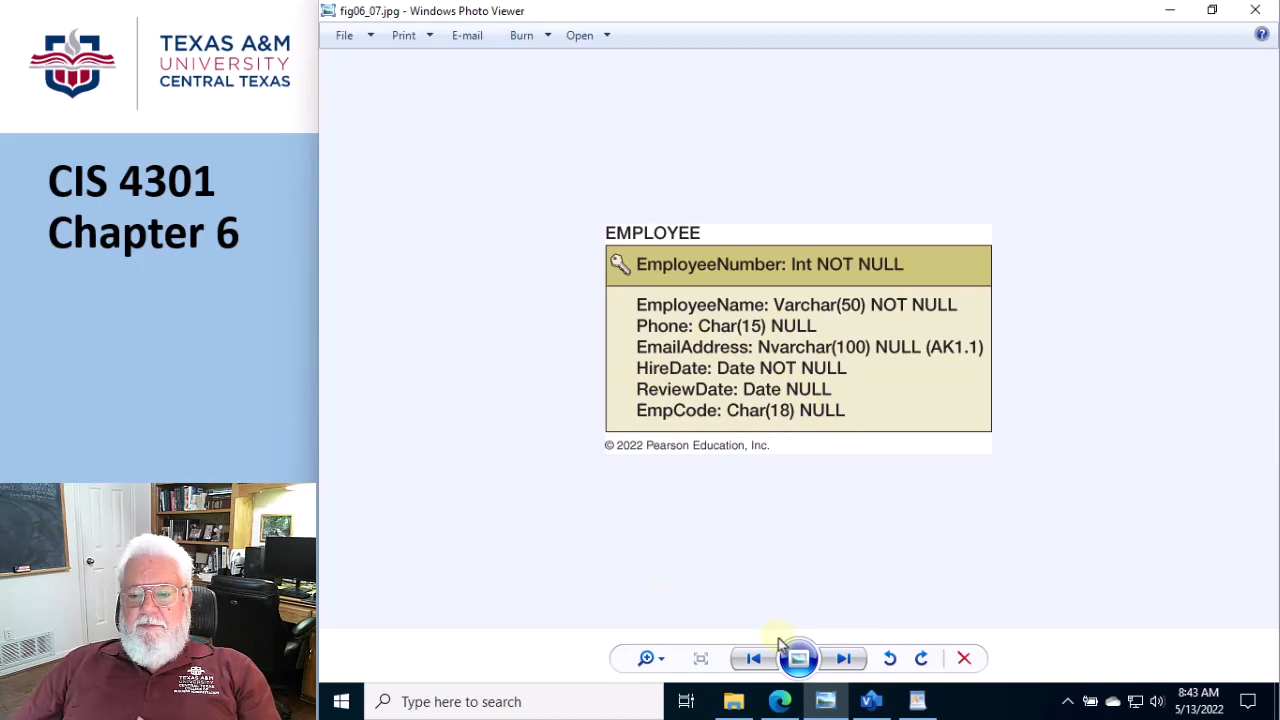 TEXAS A&M
UNIVERSITY
CENTRAL TEXAS
CIS 4301
Chapter 6
fig06_07.jpg - Windows Photo Viewer
File Print E-mail Burn Open
EMPLOYEE
EmployeeNumber: Int NOT NULL
EmployeeName: Varchar(50) NOT NULL
Phone: Char(15) NULL
EmailAddress: Nvarchar(100) NULL (AK1.1)
HireDate: Date NOT NULL
ReviewDate: Date NULL
EmpCode: Char(18) NULL
© 2022 Pearson Education, Inc.
Type here to search
8:43 AM
5/13/2022